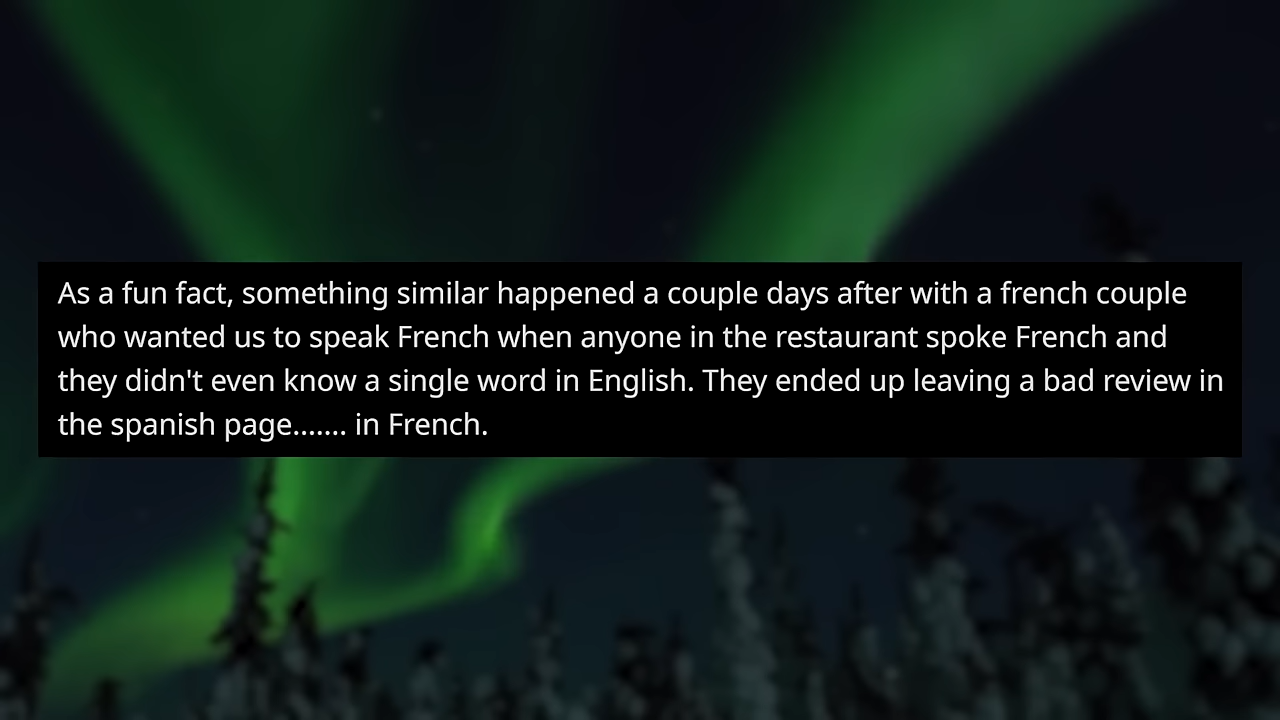 As a fun fact, something similar happened a couple days after with a french couple
who wanted us to speak French when anyone in the restaurant spoke French and
they didn't even know a single word in English. They ended up leaving a bad review in
the spanish page....... in French.